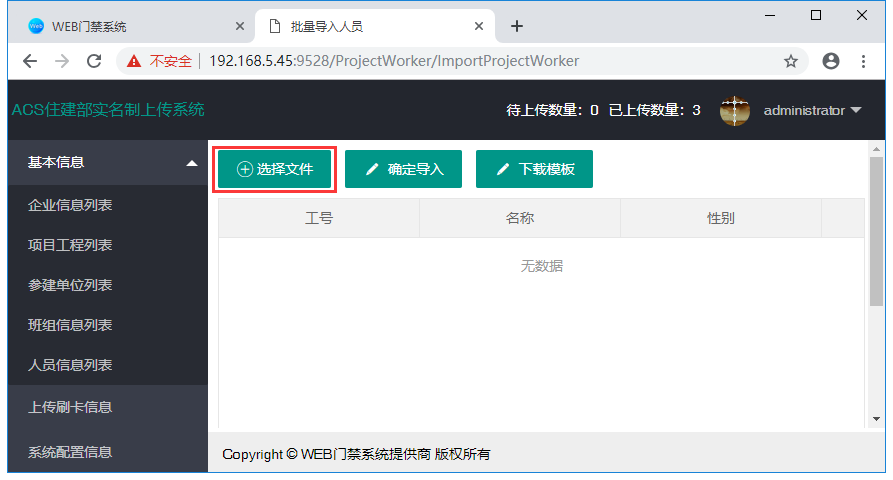 WEB门禁系统
批量导入人员
不安全 | 192.168.5.45:9528/ProjectWorker/ImportProjectWorker
ACS住建部实名制上传系统 待上传数量：0 已上传数量：3 administrator
基本信息
企业信息列表
项目工程列表
参建单位列表
班组信息列表
人员信息列表
上传刷卡信息
系统配置信息
选择文件 确定导入 下载模板
工号 名称 性别
无数据
Copyright © WEB门禁系统提供商 版权所有